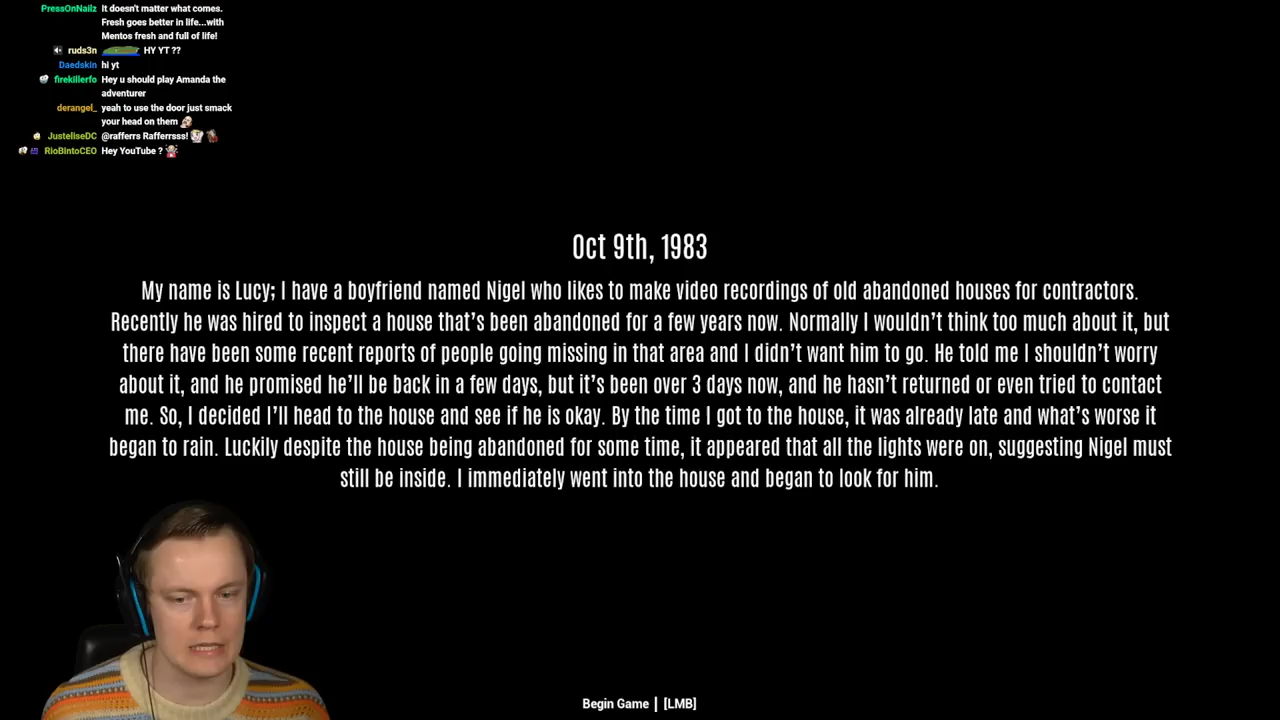 PressOnNailz It doesn't matter what comes.
Fresh goes better in life...with
Mentos fresh and full of life!
ruds3n HY YT ??
Daedskin hi yt
firekillerfo Hey u should play Amanda the
adventurer
derangel_ yeah to use the door just smack
your head on them
JusteliseDC @rafferrs Rafferrsss!
RioBintoCEO Hey YouTube ?
Oct 9th, 1983
My name is Lucy; I have a boyfriend named Nigel who likes to make video recordings of old abandoned houses for contractors.
Recently he was hired to inspect a house that's been abandoned for a few years now. Normally I wouldn't think too much about it, but
there have been some recent reports of people going missing in that area and I didn't want him to go. He told me I shouldn't worry
about it, and he promised he'll be back in a few days, but it's been over 3 days now, and he hasn't returned or even tried to contact
me. So, I decided I'll head to the house and see if he is okay. By the time I got to the house, it was already late and what's worse it
began to rain. Luckily despite the house being abandoned for some time, it appeared that all the lights were on, suggesting Nigel must
still be inside. I immediately went into the house and began to look for him.
Begin Game | [LMB]